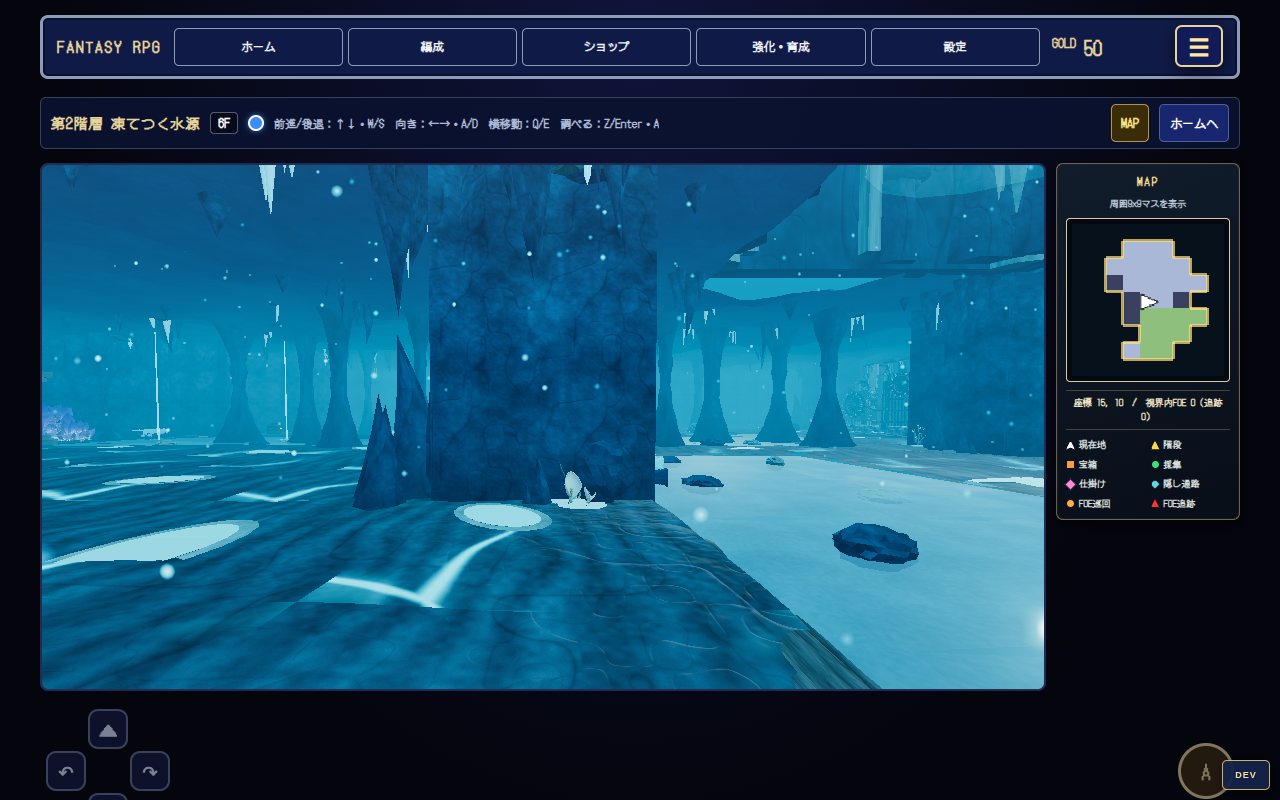 FANTASY RPG
ホーム
編成
ショップ
強化・育成
設定
GOLD 50
第2階層 凍てつく水源 6F
前進/後退：↑↓・W/S 向き：←→・A/D 横移動：Q/E 調べる：Z/Enter・A
MAP
ホームへ
MAP
周囲9x9マスを表示
座標 15, 10 / 視界内FOE 0（追跡
0）
現在地
階段
宝箱
採集
仕掛け
隠し通路
FOE巡回
FOE追跡
A
DEV